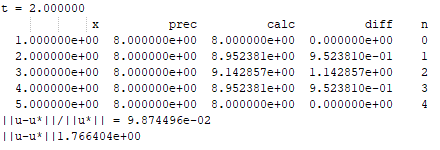 t = 2.000000
x prec calc diff n
1.000000e+00 8.000000e+00 8.000000e+00 0.000000e+00 0
2.000000e+00 8.000000e+00 8.952381e+00 9.523810e-01 1
3.000000e+00 8.000000e+00 9.142857e+00 1.142857e+00 2
4.000000e+00 8.000000e+00 8.952381e+00 9.523810e-01 3
5.000000e+00 8.000000e+00 8.000000e+00 0.000000e+00 4
||u-u*||/||u*|| = 9.874496e-02
||u-u*||1.766404e+00